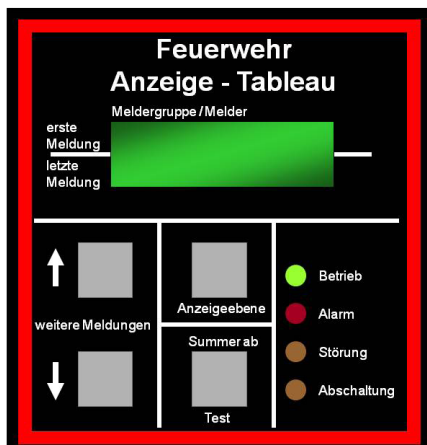 Feuerwehr
Anzeige - Tableau
Meldergruppe/Melder
erste
Meldung
letzte
Meldung
weitere Meldungen
Anzeigeebene
Summer ab
Test
Betrieb
Alarm
Störung
Abschaltung